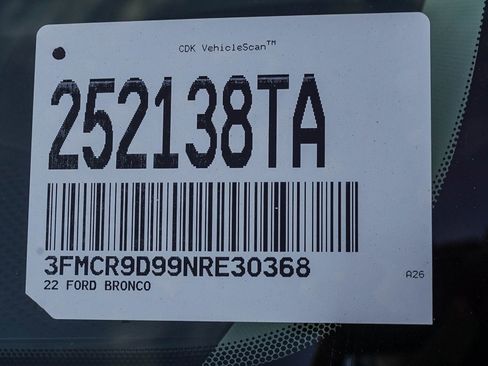 CDK VehicleScan™
252138TA
3FMCR9D99NRE30368
22 FORD BRONCO
A26